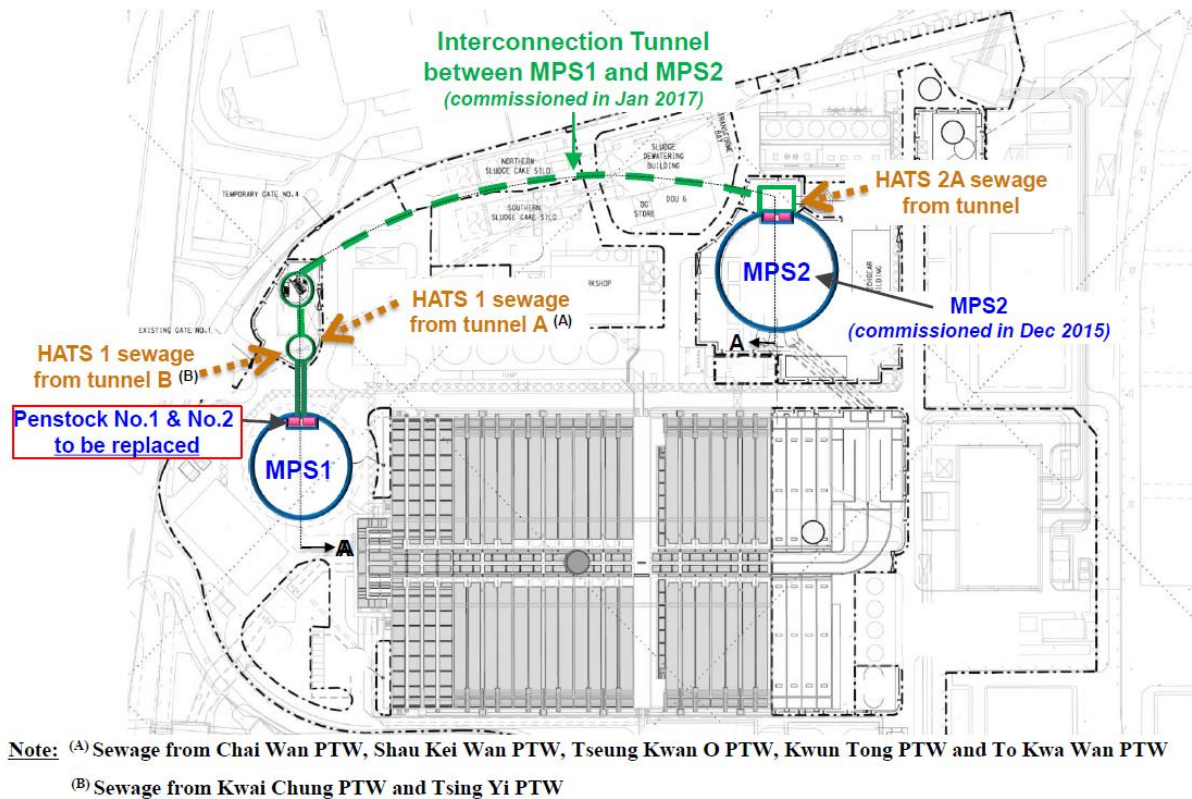 Interconnection Tunnel
between MPS1 and MPS2
(commissioned in Jan 2017)
SLUDGE
DEWATERING
BUILDING
NORTHERN
SLUDGE CAKE SILO
TEMPORARY GATE NO.4
SOUTHERN
SLUDGE CAKE SILO
DG
STORE
DOU 6
HATS 2A sewage
from tunnel
MPS2
MPS2
(commissioned in Dec 2015)
EXISTING GATE NO.1
HATS 1 sewage
from tunnel A (A)
HATS 1 sewage
from tunnel B (B)
A
Penstock No.1 & No.2
to be replaced
MPS1
A
Note: (A) Sewage from Chai Wan PTW, Shau Kei Wan PTW, Tseung Kwan O PTW, Kwun Tong PTW and To Kwa Wan PTW
(B) Sewage from Kwai Chung PTW and Tsing Yi PTW